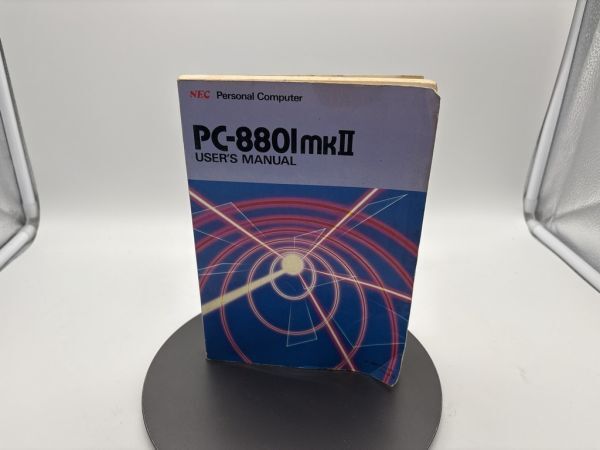 NEC Personal Computer
PC-8801mkII
USER'S MANUAL